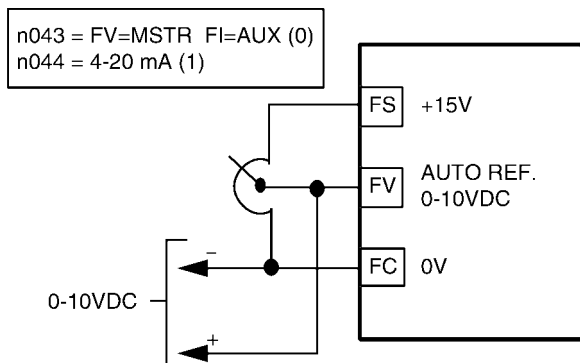 n043 = FV=MSTR FI=AUX (0)
n044 = 4-20 mA (1)
FS +15V
FV AUTO REF.
0-10VDC
FC 0V
−
0-10VDC
+